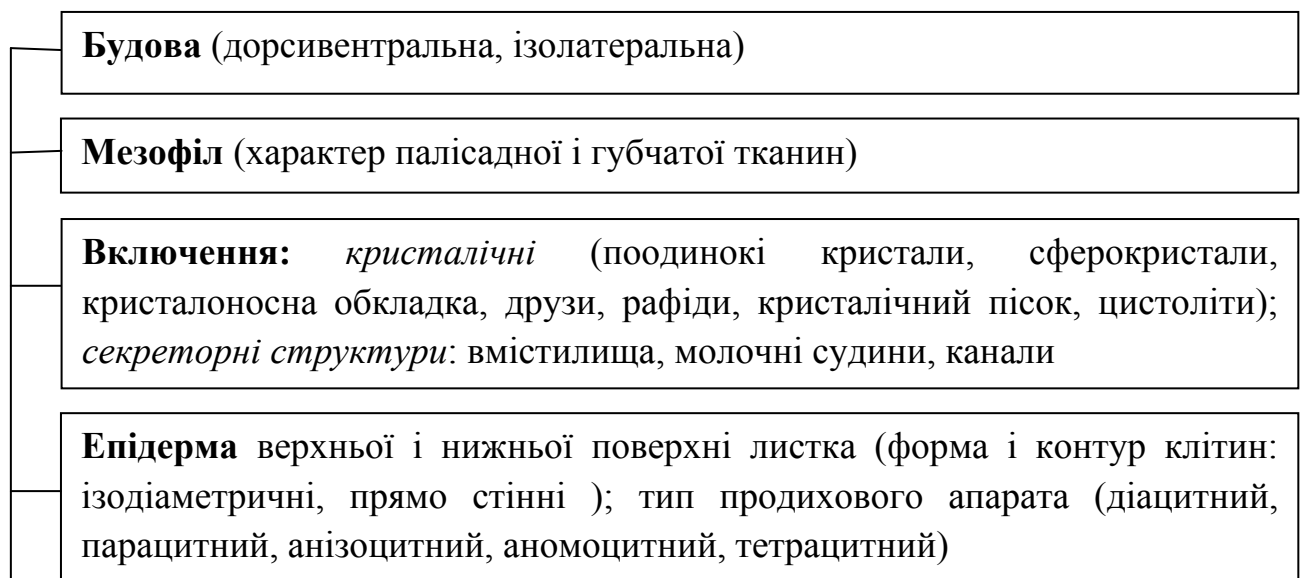 Будова (дорсивентральна, ізолатеральна)
Мезофіл (характер палісадної і губчатої тканин)
Включення: кристалічні (поодинокі кристали, сферокристали,
кристалоносна обкладка, друзи, рафіди, кристалічний пісок, цистоліти);
секреторні структури: вмістилища, молочні судини, канали
Епідерма верхньої і нижньої поверхні листка (форма і контур клітин:
ізодіаметричні, прямо стінні ); тип продихового апарата (діацитний,
парацитний, анізоцитний, аномоцитний, тетрацитний)